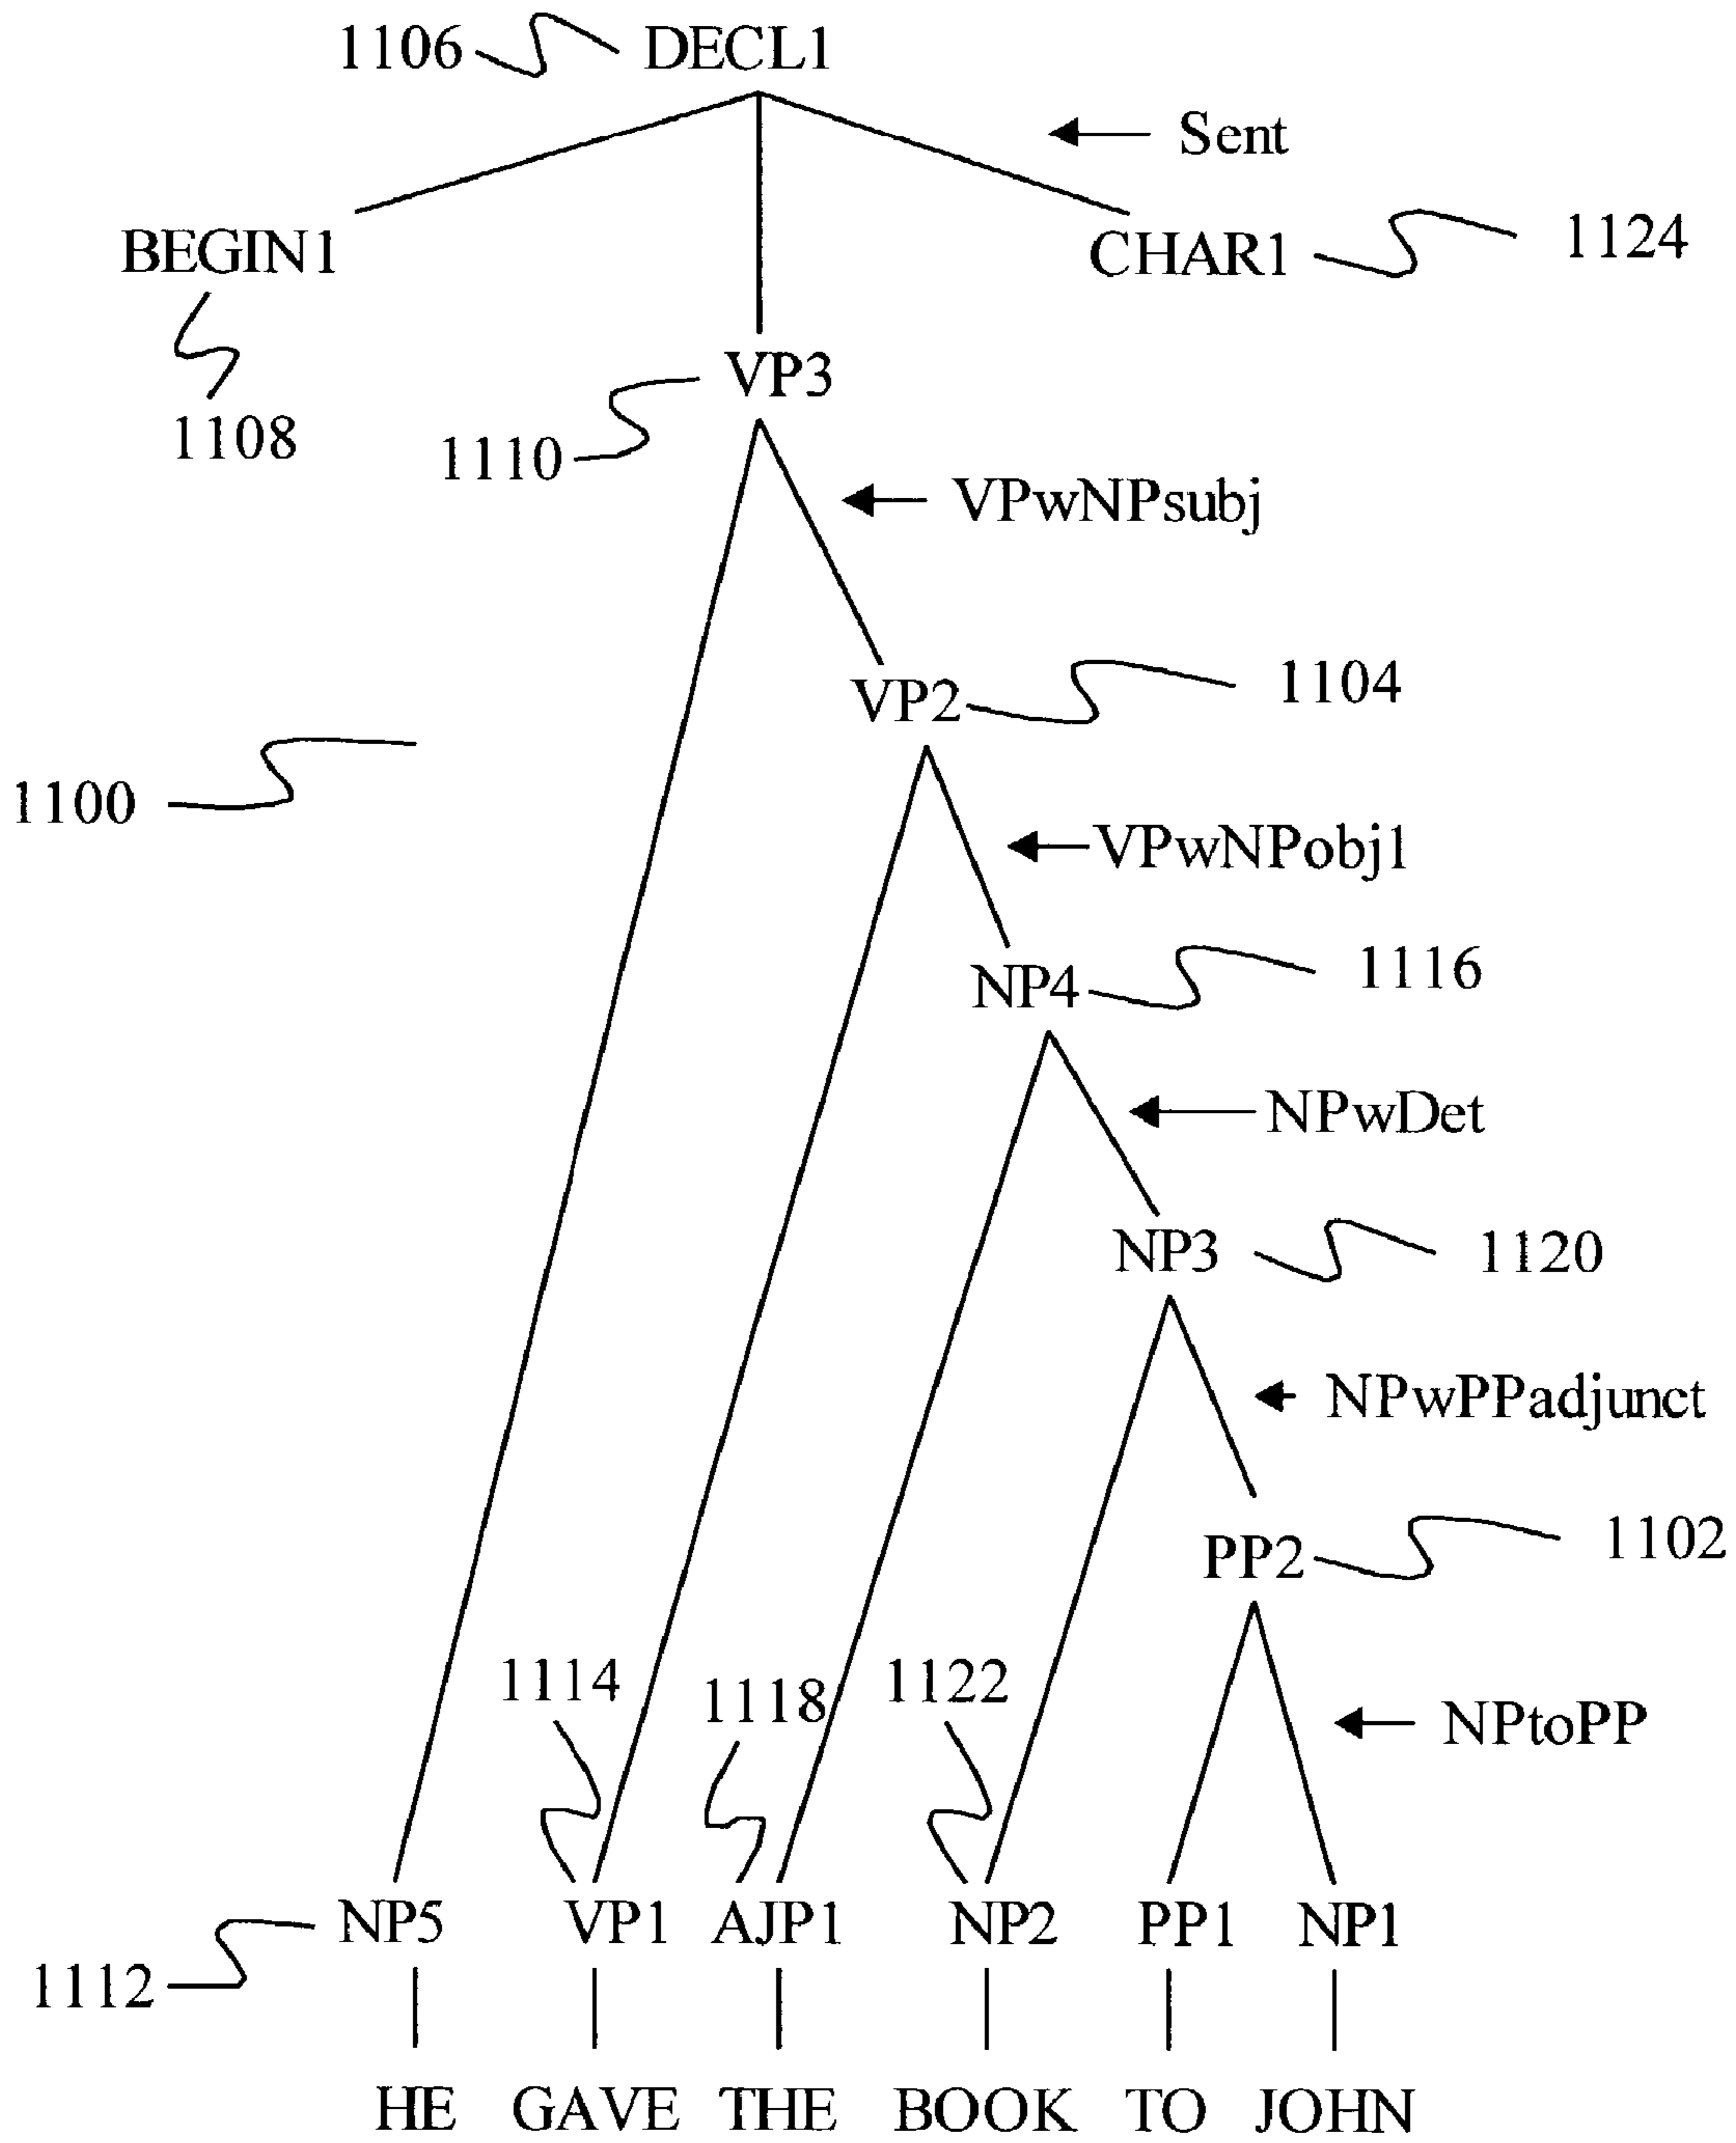 1106 DECL1
Sent
BEGIN1 CHAR1 1124
VP3
1108 1110
VPwNPsubj
VP2 1104
1100
VPwNPobj1
NP4 1116
NPwDet
NP3 1120
NPwPPadjunct
PP2 1102
1114 1118 1122
NPtoPP
NP5 VP1 AJP1 NP2 PP1 NP1
1112
HE GAVE THE BOOK TO JOHN